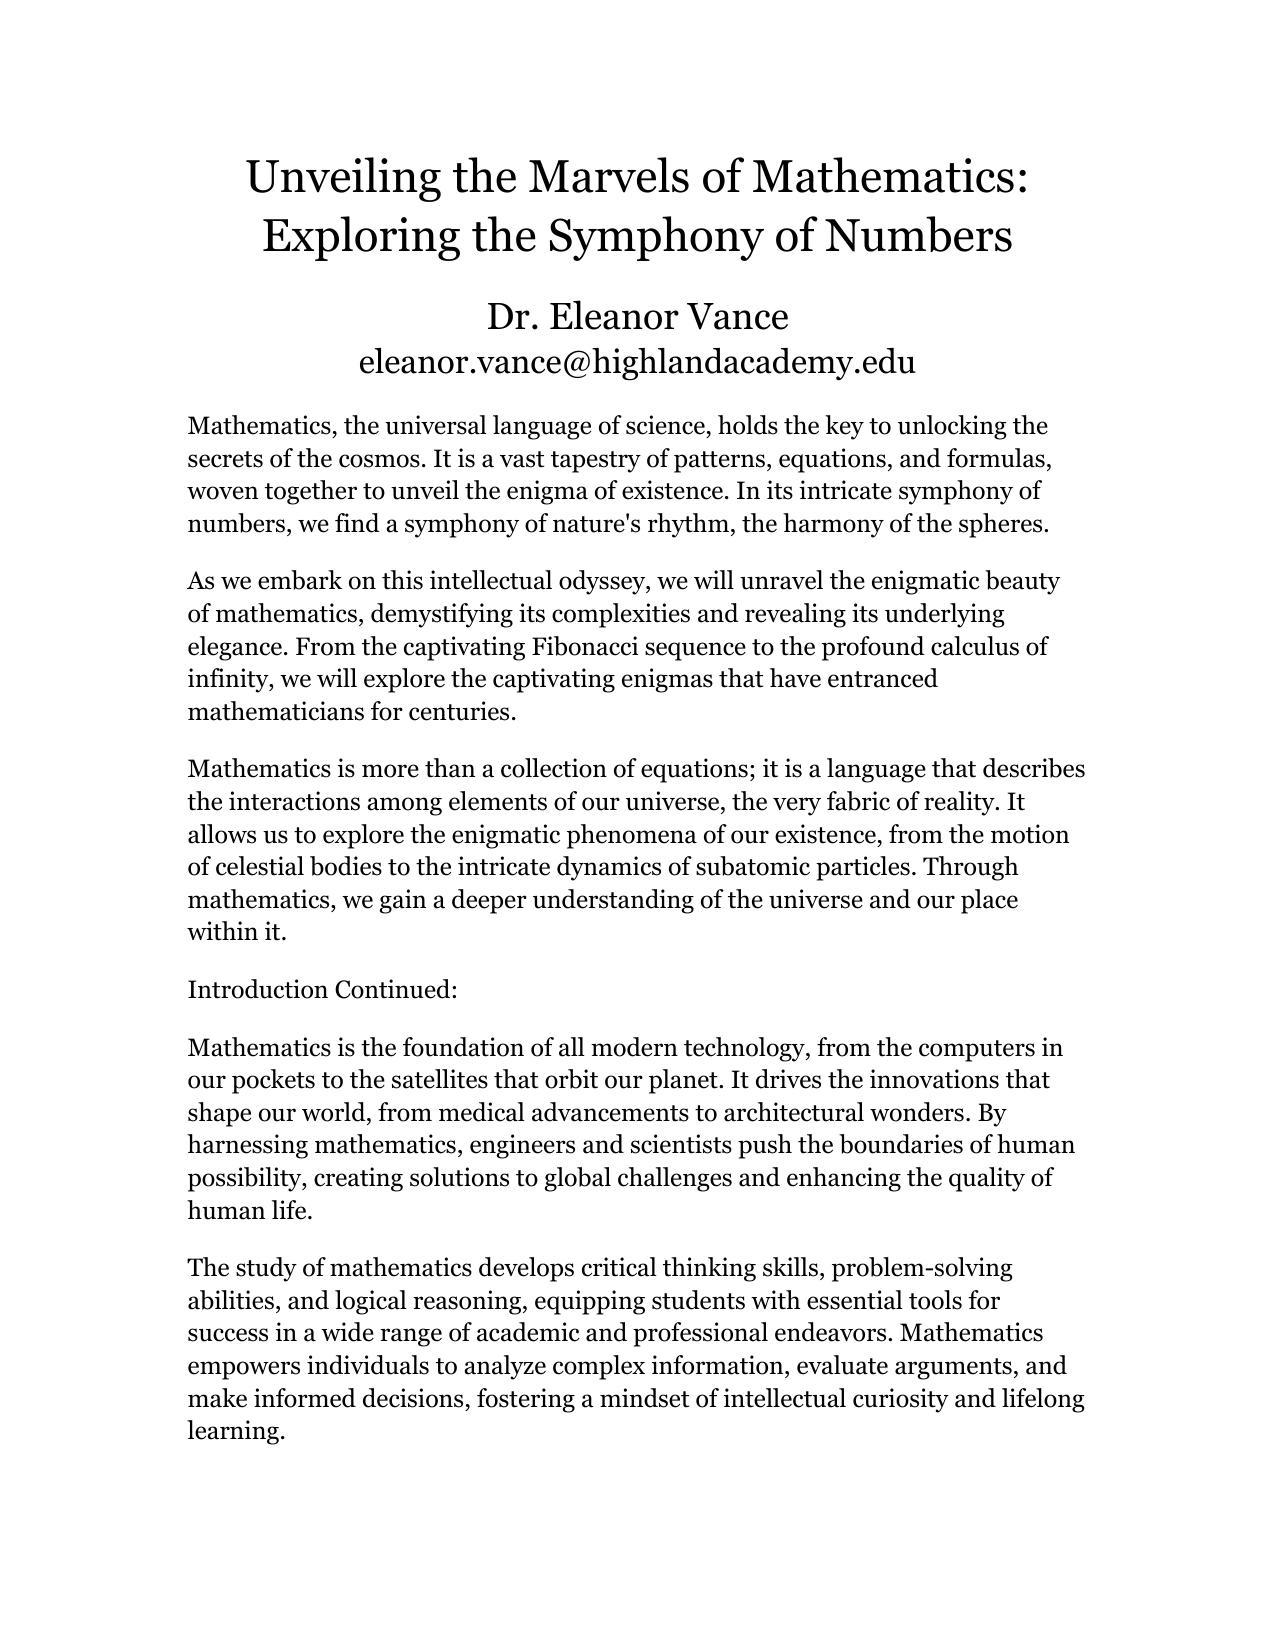 Unveiling the Marvels of Mathematics:
Exploring the Symphony of Numbers
Dr. Eleanor Vance
eleanor.vance@highlandacademy.edu
Mathematics, the universal language of science, holds the key to unlocking the
secrets of the cosmos. It is a vast tapestry of patterns, equations, and formulas,
woven together to unveil the enigma of existence. In its intricate symphony of
numbers, we find a symphony of nature's rhythm, the harmony of the spheres.
As we embark on this intellectual odyssey, we will unravel the enigmatic beauty
of mathematics, demystifying its complexities and revealing its underlying
elegance. From the captivating Fibonacci sequence to the profound calculus of
infinity, we will explore the captivating enigmas that have entranced
mathematicians for centuries.
Mathematics is more than a collection of equations; it is a language that describes
the interactions among elements of our universe, the very fabric of reality. It
allows us to explore the enigmatic phenomena of our existence, from the motion
of celestial bodies to the intricate dynamics of subatomic particles. Through
mathematics, we gain a deeper understanding of the universe and our place
within it.
Introduction Continued:
Mathematics is the foundation of all modern technology, from the computers in
our pockets to the satellites that orbit our planet. It drives the innovations that
shape our world, from medical advancements to architectural wonders. By
harnessing mathematics, engineers and scientists push the boundaries of human
possibility, creating solutions to global challenges and enhancing the quality of
human life.
The study of mathematics develops critical thinking skills, problem-solving
abilities, and logical reasoning, equipping students with essential tools for
success in a wide range of academic and professional endeavors. Mathematics
empowers individuals to analyze complex information, evaluate arguments, and
make informed decisions, fostering a mindset of intellectual curiosity and lifelong
learning.